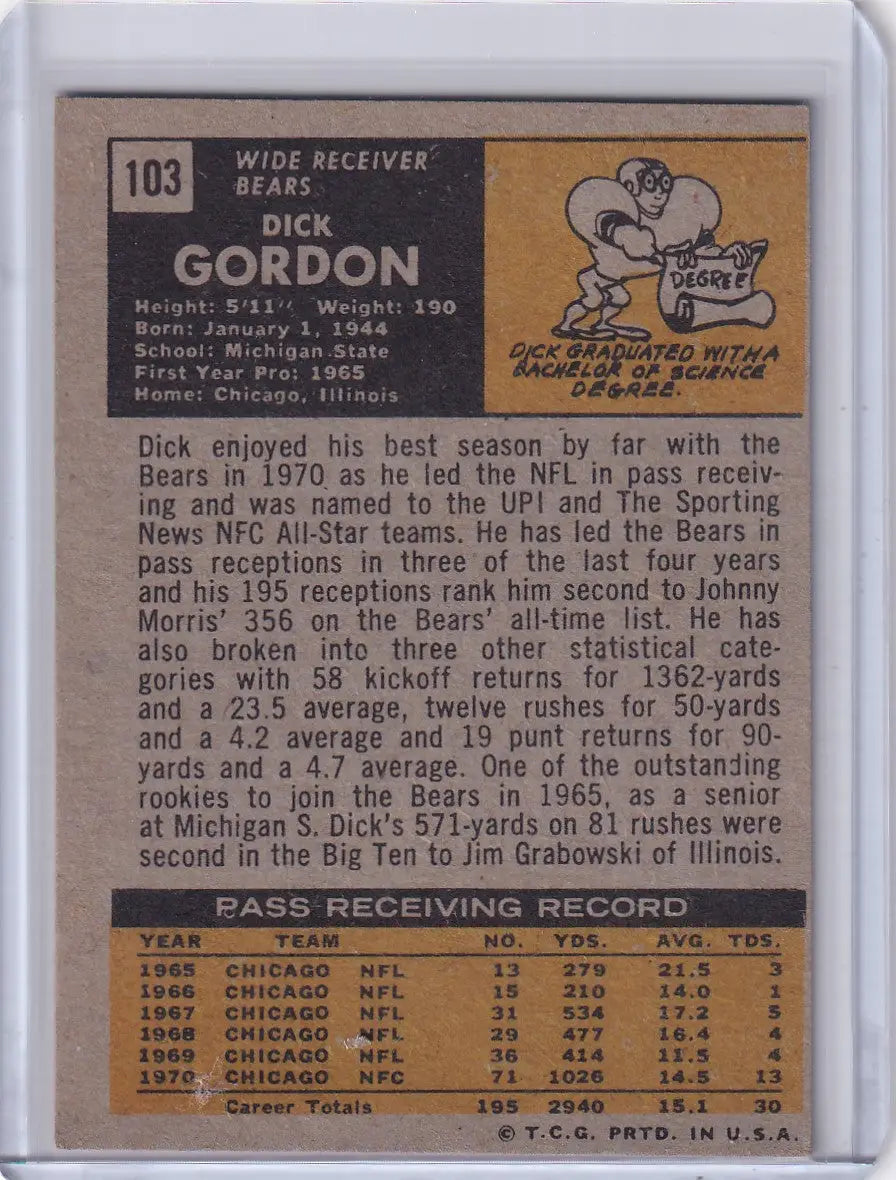 103
WIDE RECEIVER
BEARS
DICK
GORDON
Height: 5'11" Weight: 190
Born: January 1, 1944
School: Michigan State
First Year Pro: 1965
Home: Chicago, Illinois
DEGREE
DICK GRADUATED WITH A
BACHELOR OF SCIENCE
DEGREE.
Dick enjoyed his best season by far with the
Bears in 1970 as he led the NFL in pass receiv-
ing and was named to the UPI and The Sporting
News NFC All-Star teams. He has led the Bears in
pass receptions in three of the last four years
and his 195 receptions rank him second to Johnny
Morris' 356 on the Bears' all-time list. He has
also broken into three other statistical cate-
gories with 58 kickoff returns for 1362-yards
and a 23.5 average, twelve rushes for 50-yards
and a 4.2 average and 19 punt returns for 90-
yards and a 4.7 average. One of the outstanding
rookies to join the Bears in 1965, as a senior
at Michigan S. Dick's 571-yards on 81 rushes were
second in the Big Ten to Jim Grabowski of Illinois.
PASS RECEIVING RECORD
YEAR TEAM NO. YDS. AVG. TDS.
1965 CHICAGO NFL 13 279 21.5 3
1966 CHICAGO NFL 15 210 14.0 1
1967 CHICAGO NFL 31 534 17.2 5
1968 CHICAGO NFL 29 477 16.4 4
1969 CHICAGO NFL 36 414 11.5 4
1970 CHICAGO NFC 71 1026 14.5 13
Career Totals 195 2940 15.1 30
© T.C.G. PRTD. IN U.S.A.